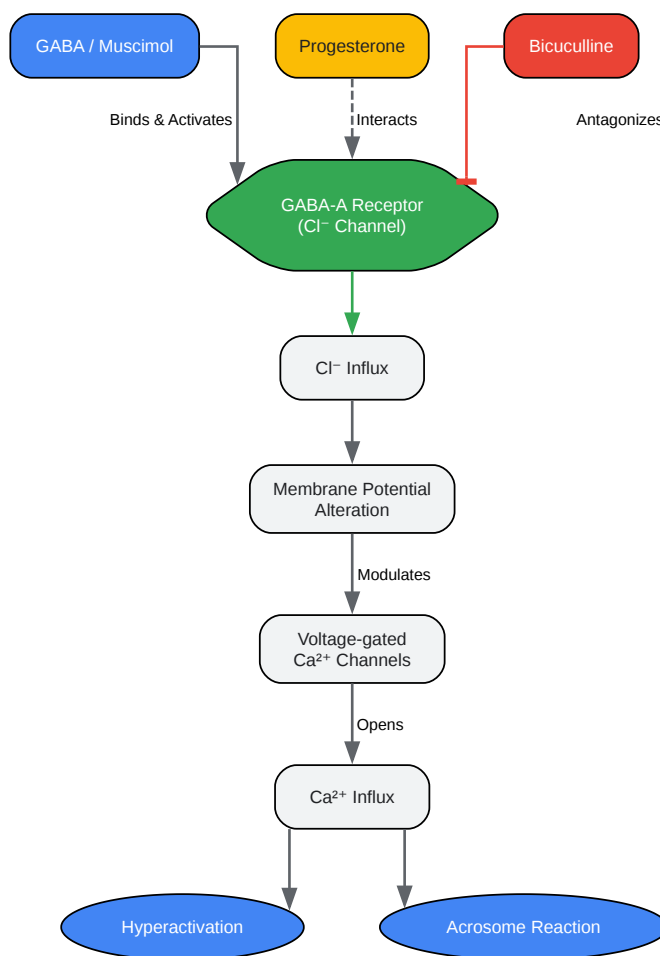 GABA / Muscimol
Progesterone
Bicuculline
Binds & Activates
Interacts
Antagonizes
GABA-A Receptor
(Cl⁻ Channel)
Cl⁻ Influx
Membrane Potential
Alteration
Modulates
Voltage-gated
Ca²⁺ Channels
Opens
Ca²⁺ Influx
Hyperactivation
Acrosome Reaction